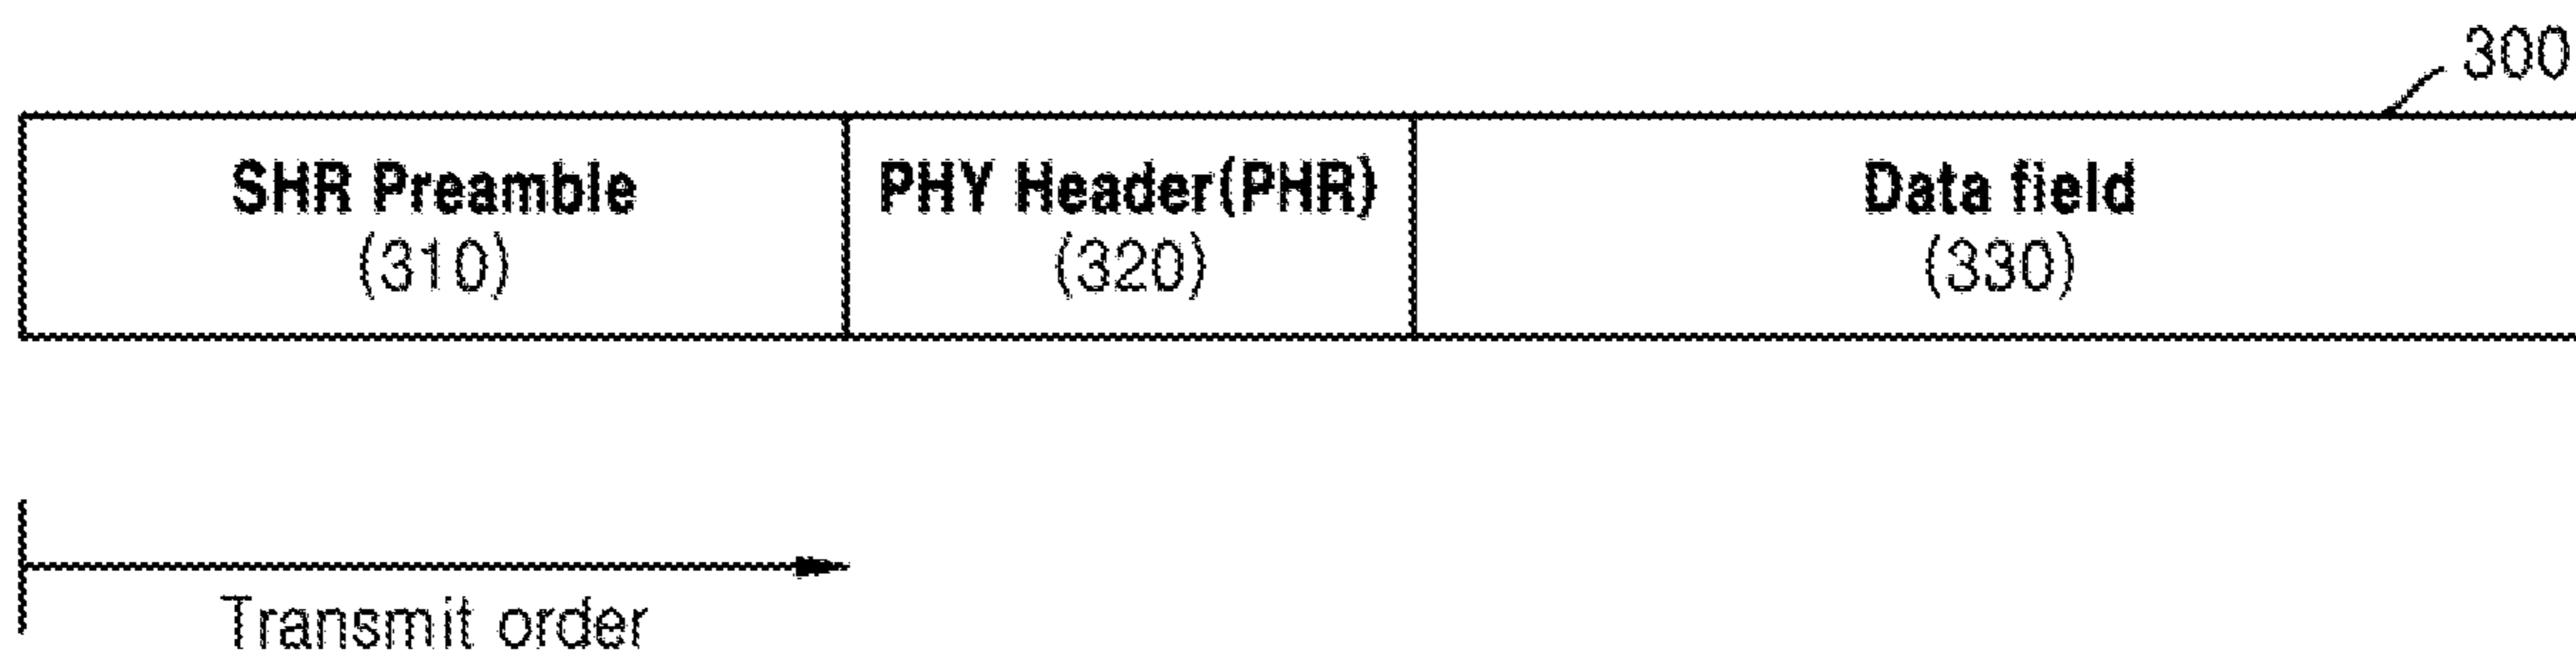 300
SHR Preamble
(310)
PHY Header(PHR)
(320)
Data field
(330)
Transmit order